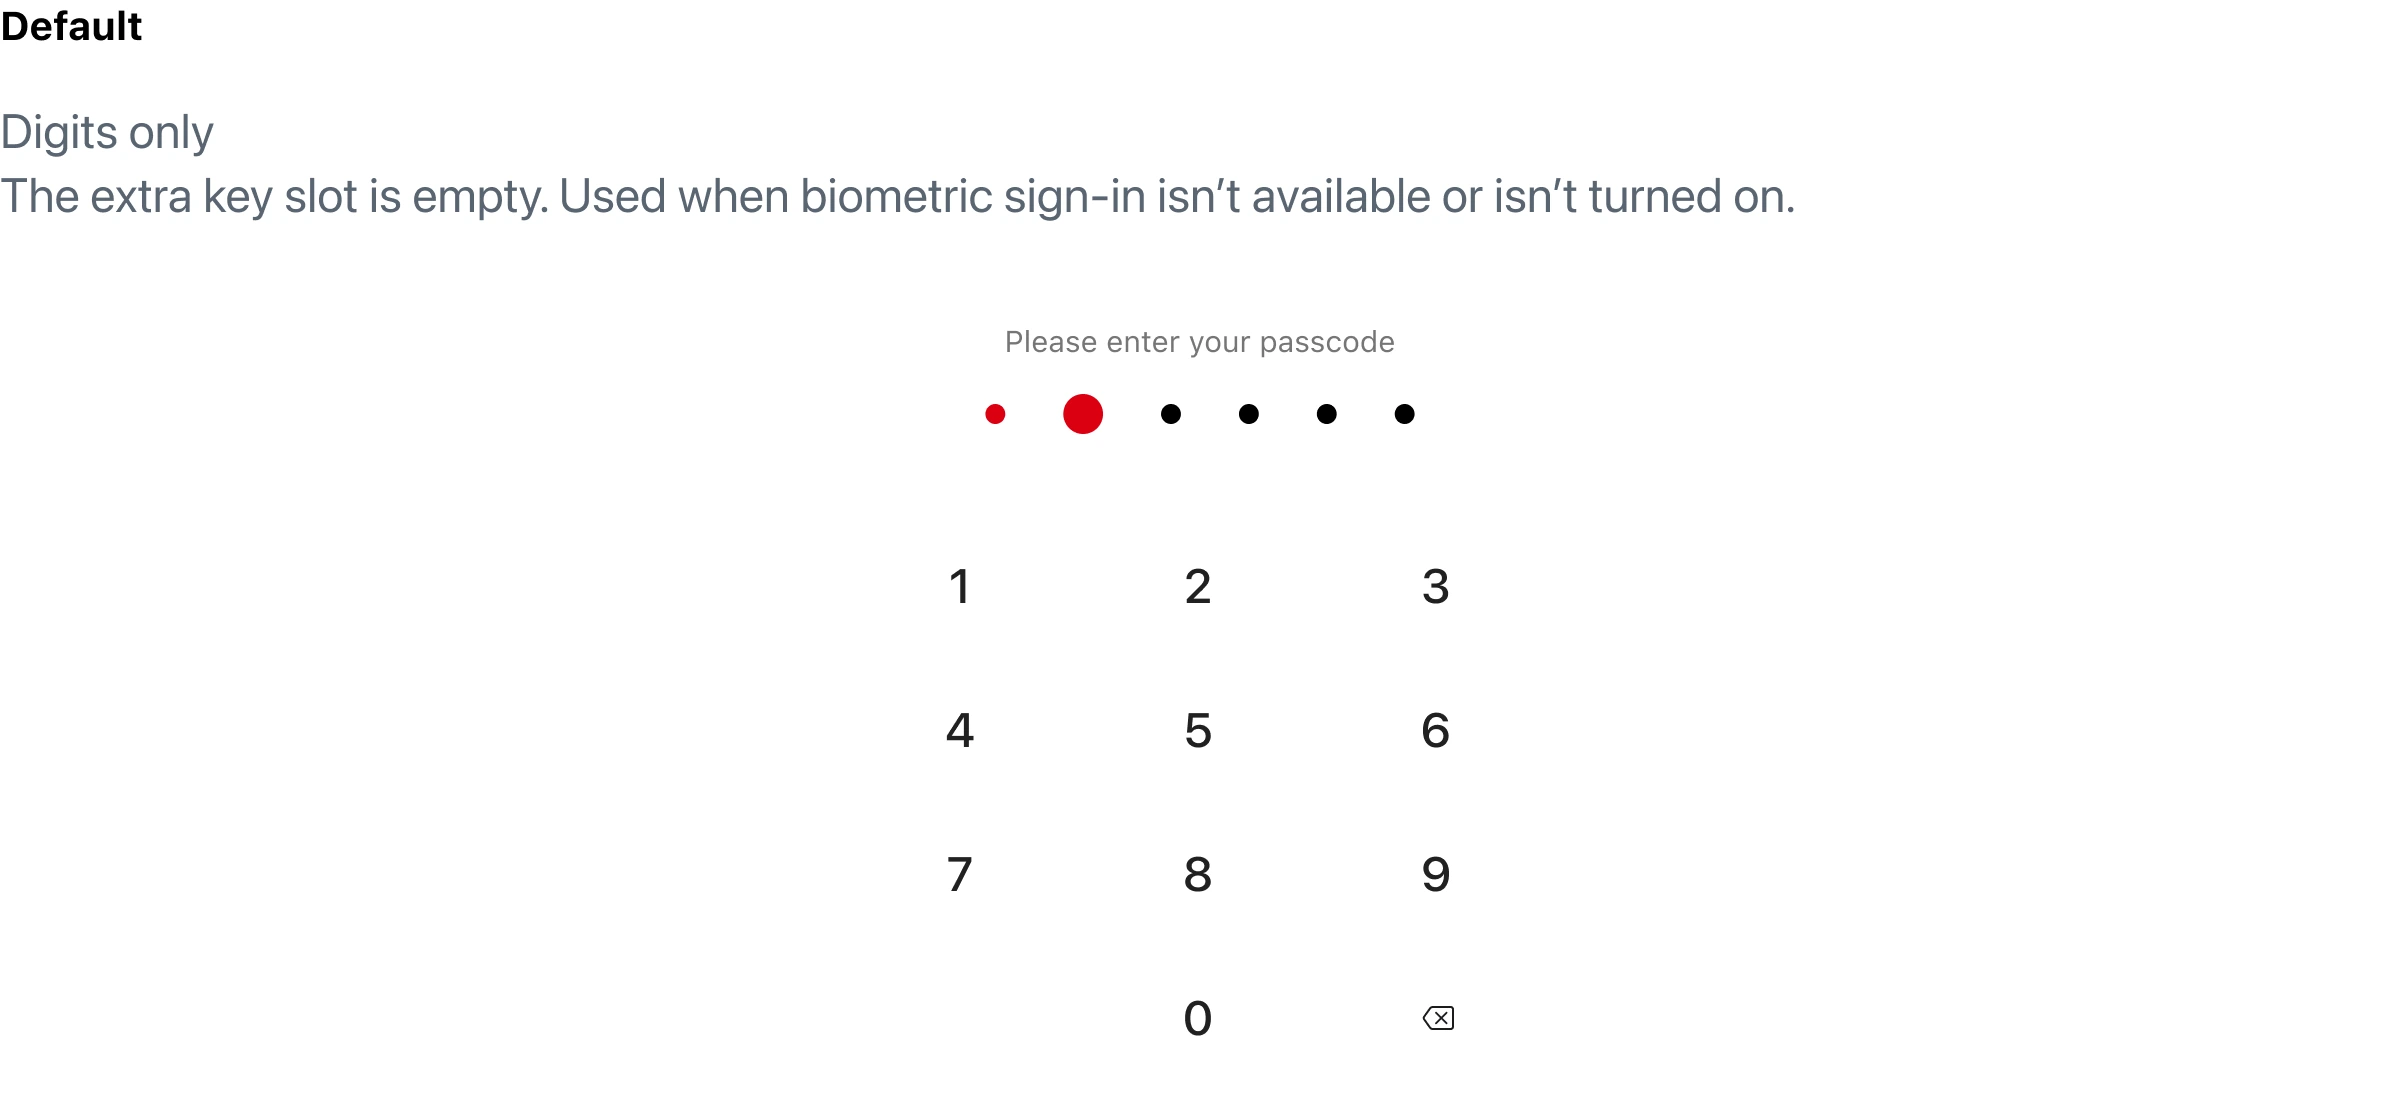 Default
Digits only
The extra key slot is empty. Used when biometric sign-in isn’t available or isn’t turned on.
Please enter your passcode
1 2 3
4 5 6
7 8 9
0